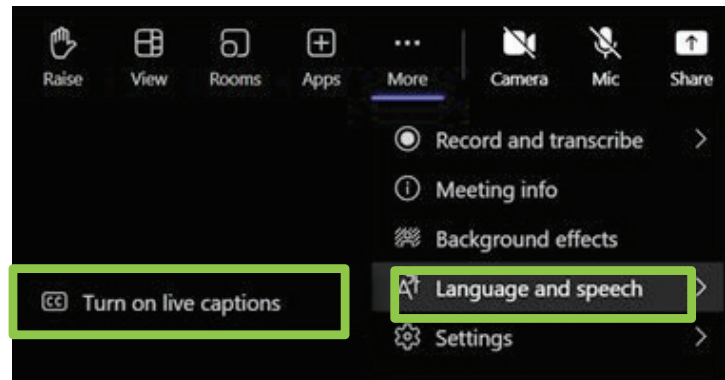 Raise View Rooms Apps More Camera Mic Share
Record and transcribe
Meeting info
Background effects
Language and speech
CC Turn on live captions
Settings